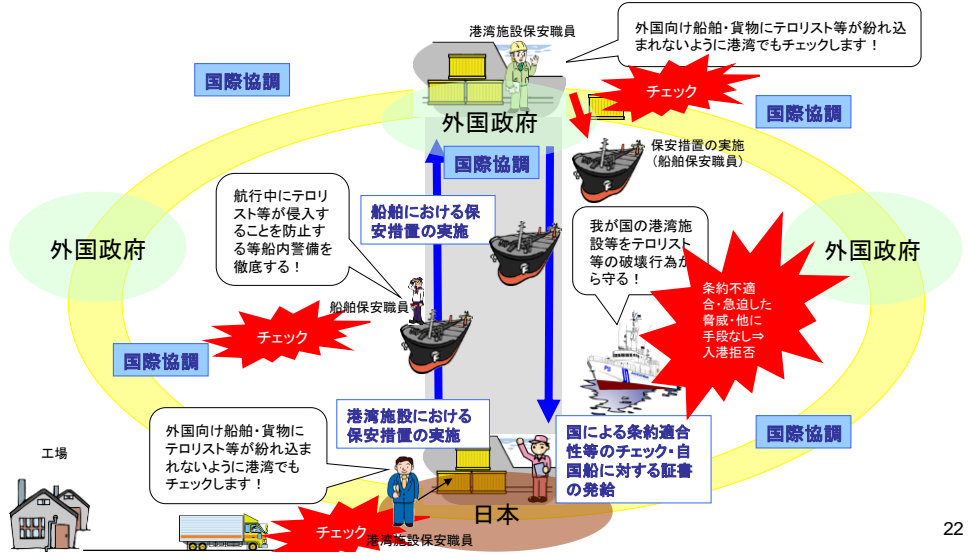 港湾施設保安職員
外国向け船舶・貨物にテロリスト等が紛れ込
まれないように港湾でもチェックします！
国際協調
チェック
国際協調
外国政府
保安措置の実施
（船舶保安職員）
国際協調
航行中にテロリ
スト等が侵入す
ることを防止す
る等船内警備を
徹底する！
船舶における保
安措置の実施
我が国の港湾施
設等をテロリスト
等の破壊行為か
ら守る！
外国政府
外国政府
条約不適
合・急迫した
脅威・他に
手段なし⇒
入港拒否
船舶保安職員
チェック
国際協調
港湾施設における
保安措置の実施
国による条約適合
性等のチェック・自
国船に対する証書
の発給
国際協調
外国向け船舶・貨物に
テロリスト等が紛れ込ま
れないように港湾でも
チェックします！
工場
日本
チェック
港湾施設保安職員
22